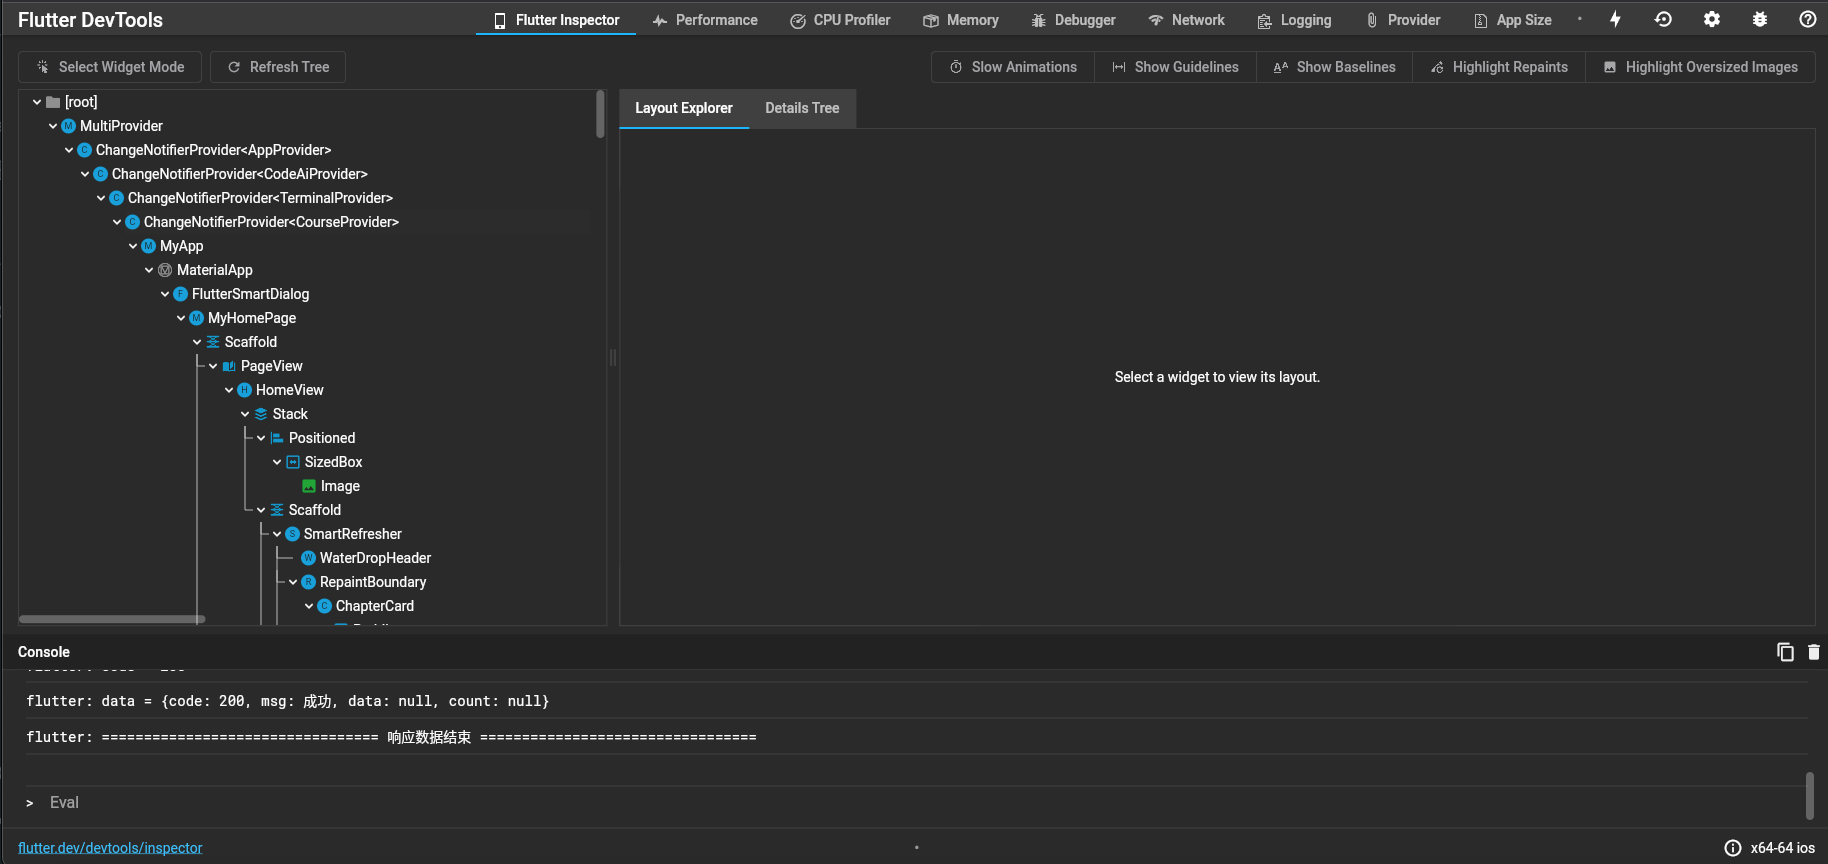 Flutter DevTools
Flutter Inspector
Performance
CPU Profiler
Memory
Debugger
Network
Logging
Provider
App Size
Select Widget Mode
Refresh Tree
Slow Animations
Show Guidelines
Show Baselines
Highlight Repaints
Highlight Oversized Images
[root]
MultiProvider
ChangeNotifierProvider<AppProvider>
ChangeNotifierProvider<CodeAiProvider>
ChangeNotifierProvider<TerminalProvider>
ChangeNotifierProvider<CourseProvider>
MyApp
MaterialApp
FlutterSmartDialog
MyHomePage
Scaffold
PageView
HomeView
Stack
Positioned
SizedBox
Image
Scaffold
SmartRefresher
WaterDropHeader
RepaintBoundary
ChapterCard
Layout Explorer
Details Tree
Select a widget to view its layout.
Console
flutter: data = {code: 200, msg: 成功, data: null, count: null}
flutter: ================================= 响应数据结束 =================================
> Eval
flutter.dev/devtools/inspector
x64-64 ios